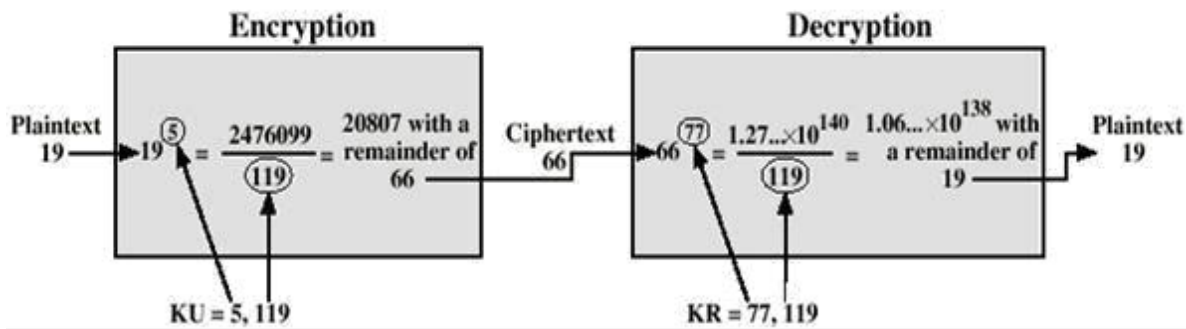 Encryption
Decryption
Plaintext
19
19 5 = 2476099 / 119 = 20807 with a remainder of 66
Ciphertext
66
66 77 = 1.27...×10 140 / 119 = 1.06...×10 138 with a remainder of 19
Plaintext
19
KU = 5, 119
KR = 77, 119